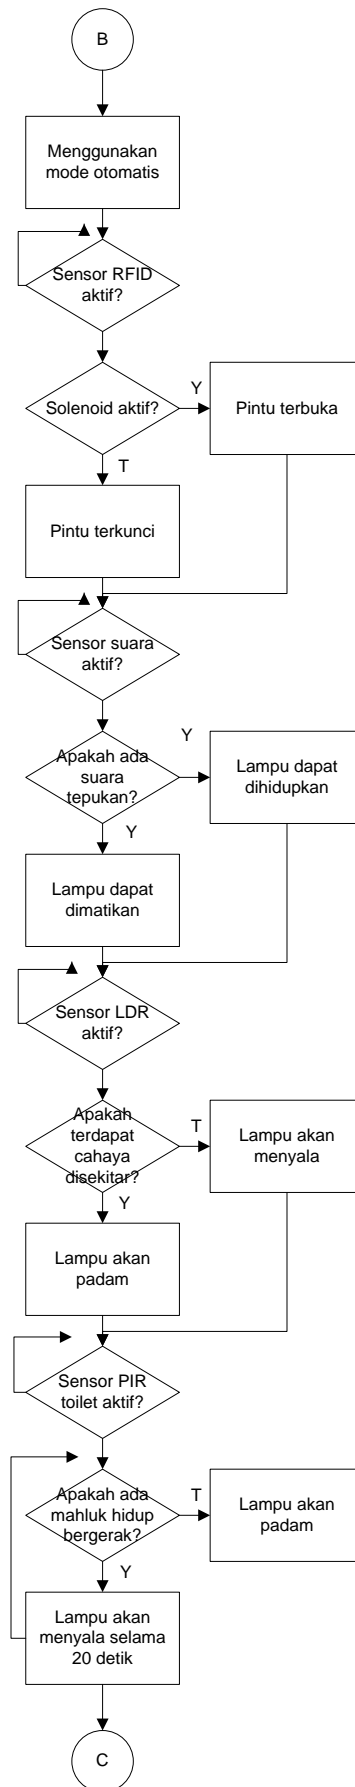 B
Menggunakan
mode otomatis
Sensor RFID
aktif?
Solenoid aktif?
Y
Pintu terbuka
T
Pintu terkunci
Sensor suara
aktif?
Apakah ada
suara
tepukan?
Y
Lampu dapat
dihidupkan
Y
Lampu dapat
dimatikan
Sensor LDR
aktif?
Apakah
terdapat
cahaya
disekitar?
T
Lampu akan
menyala
Y
Lampu akan
padam
Sensor PIR
toilet aktif?
Apakah ada
mahluk hidup
bergerak?
T
Lampu akan
padam
Y
Lampu akan
menyala selama
20 detik
C